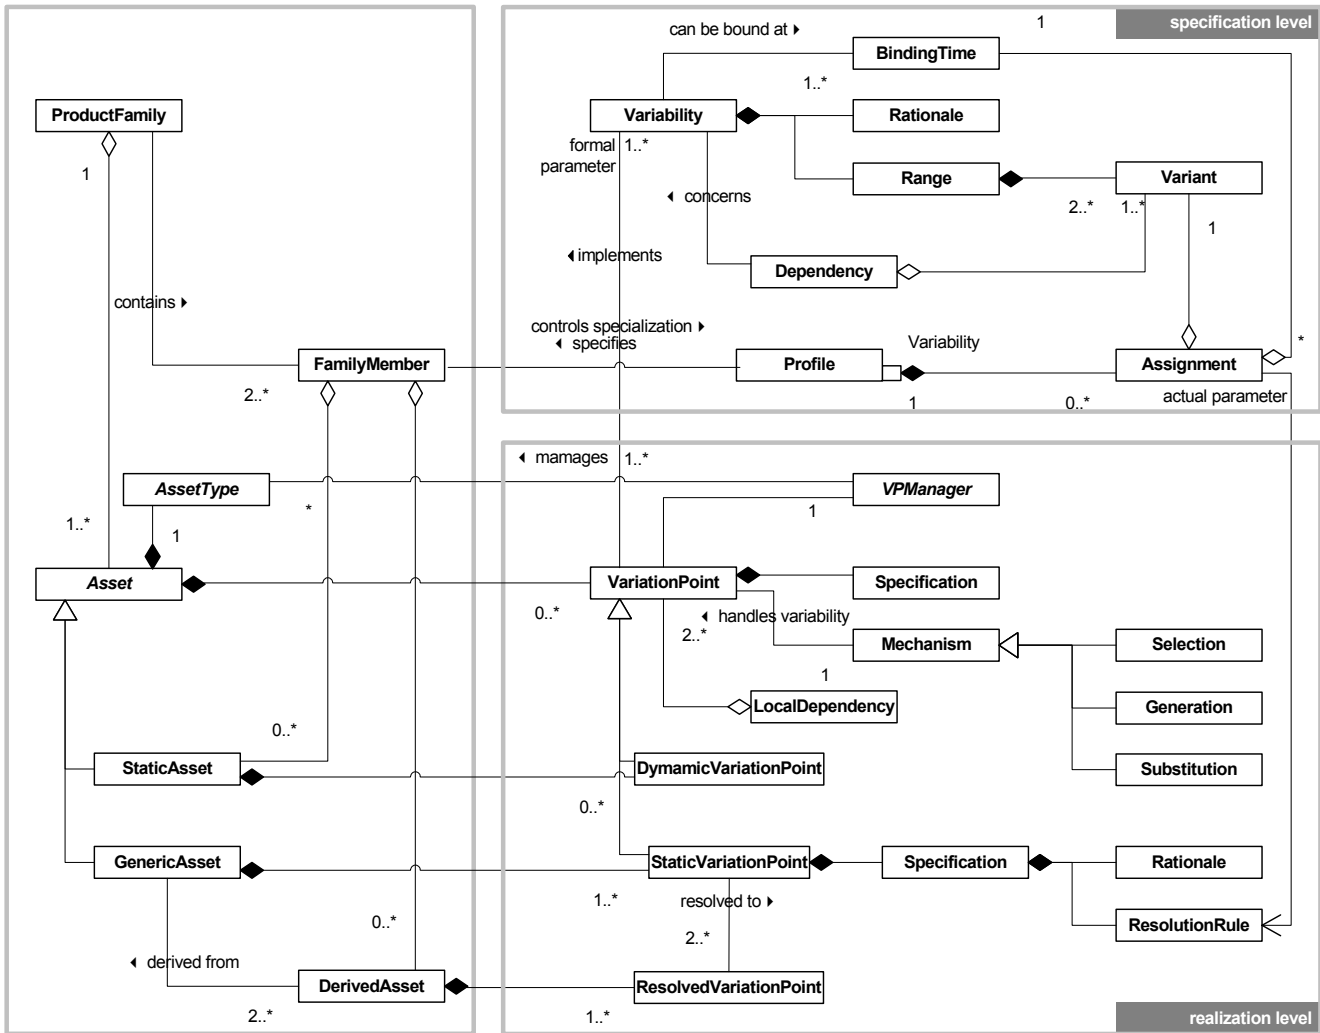 1
specification level
can be bound at
BindingTime
1..*
ProductFamily
Variability
Rationale
formal
parameter
1..*
1
Range
Variant
concerns
2..*
1..*
1
implements
Dependency
contains
controls specialization
specifies
Variability
*
FamilyMember
Profile
Assignment
2..*
1
0..*
actual parameter
mamages
1..*
AssetType
VPManager
*
1
1..*
1
Asset
VariationPoint
Specification
0..*
handles variability
2..*
Mechanism
Selection
1
LocalDependency
Generation
0..*
StaticAsset
DymamicVariationPoint
Substitution
0..*
GenericAsset
StaticVariationPoint
Specification
Rationale
1..*
resolved to
0..*
2..*
ResolutionRule
derived from
DerivedAsset
ResolvedVariationPoint
2..*
1..*
realization level